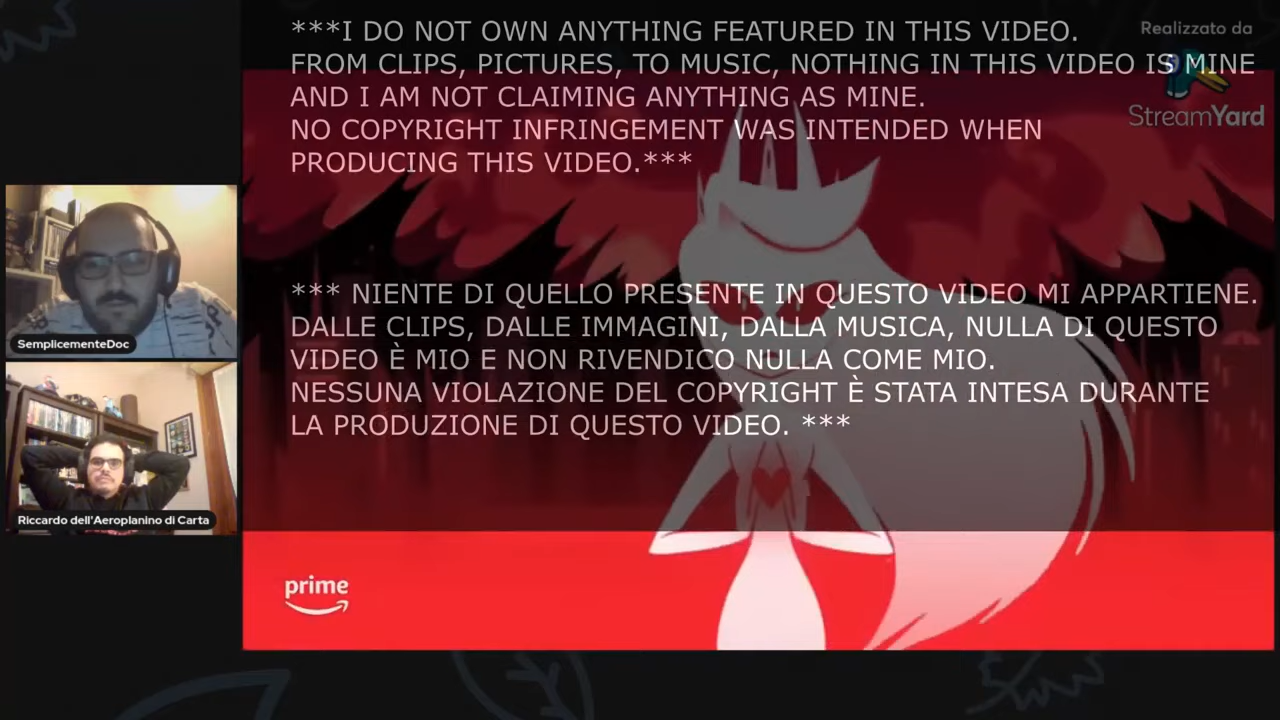 ***I DO NOT OWN ANYTHING FEATURED IN THIS VIDEO.
FROM CLIPS, PICTURES, TO MUSIC, NOTHING IN THIS VIDEO IS MINE
AND I AM NOT CLAIMING ANYTHING AS MINE.
NO COPYRIGHT INFRINGEMENT WAS INTENDED WHEN
PRODUCING THIS VIDEO.***
Realizzato da
StreamYard
*** NIENTE DI QUELLO PRESENTE IN QUESTO VIDEO MI APPARTIENE.
DALLE CLIPS, DALLE IMMAGINI, DALLA MUSICA, NULLA DI QUESTO
VIDEO È MIO E NON RIVENDICO NULLA COME MIO.
NESSUNA VIOLAZIONE DEL COPYRIGHT È STATA INTESA DURANTE
LA PRODUZIONE DI QUESTO VIDEO. ***
SemplicementeDoc
Riccardo dell'Aeroplanino di Carta
prime